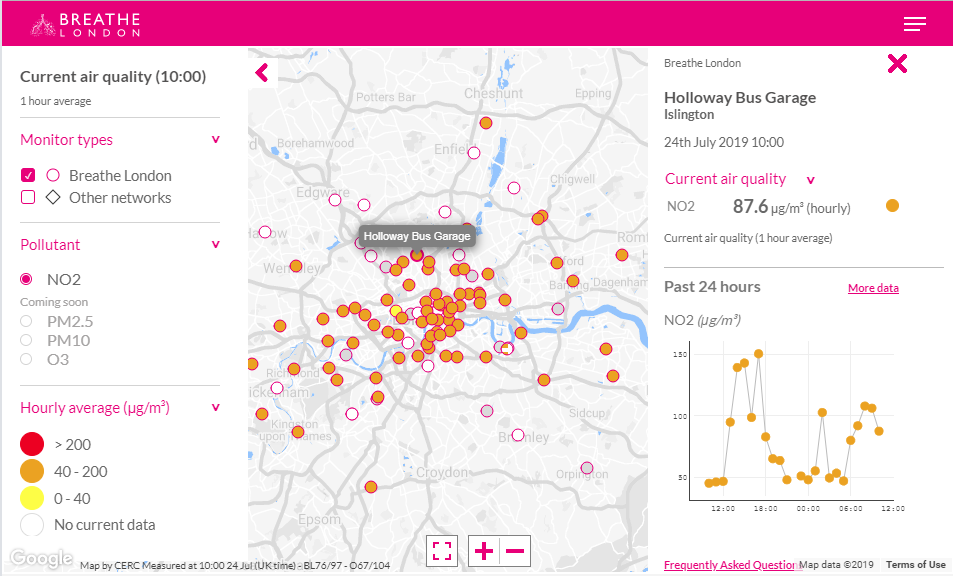 BREATHE
LONDON
Current air quality (10:00)
1 hour average
Monitor types
Breathe London
Other networks
Pollutant
NO2
Coming soon
PM2.5
PM10
O3
Hourly average (µg/m³)
> 200
40 - 200
0 - 40
No current data
Google
Potters Bar
Cheshunt
Epping
Borehamwood
Enfie
Chigwell
Edgware
Holloway Bus Garage
Wembley
ford
Dagenham
Richmond
Kingston
upon Thames
Sidcup
Croydon
Orpington
Epsom
Map by CERC Measured at 10:00 24 Jul (UK time) - BL76/97 - O67/104
Breathe London
Holloway Bus Garage
Islington
24th July 2019 10:00
Current air quality
NO2 87.6 µg/m³ (hourly)
Current air quality (1 hour average)
Past 24 hours More data
NO2 (µg/m³)
150
100
50
12:00 18:00 00:00 06:00 12:00
Frequently Asked Question
Map data ©2019 Terms of Use